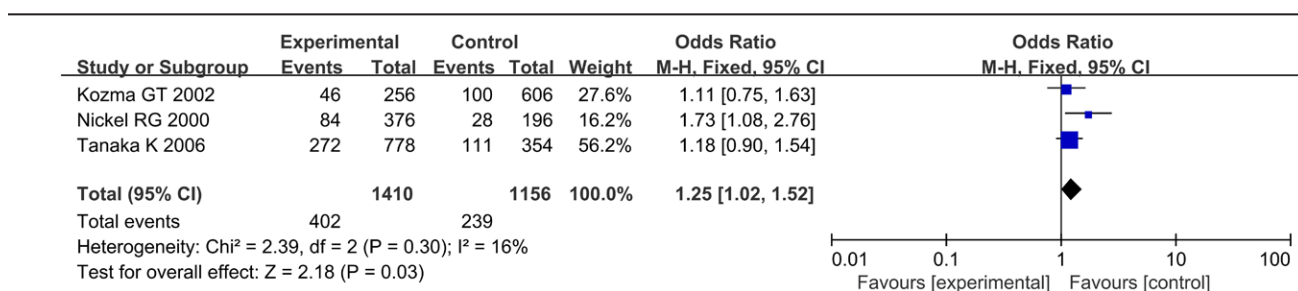 Experimental Control Odds Ratio Odds Ratio
Study or Subgroup Events Total Events Total Weight M-H, Fixed, 95% CI M-H, Fixed, 95% CI
Kozma GT 2002 46 256 100 606 27.6% 1.11 [0.75, 1.63]
Nickel RG 2000 84 376 28 196 16.2% 1.73 [1.08, 2.76]
Tanaka K 2006 272 778 111 354 56.2% 1.18 [0.90, 1.54]
Total (95% CI) 1410 1156 100.0% 1.25 [1.02, 1.52]
Total events 402 239
Heterogeneity: Chi² = 2.39, df = 2 (P = 0.30); I² = 16%
Test for overall effect: Z = 2.18 (P = 0.03)
0.01 0.1 1 10 100
Favours [experimental] Favours [control]